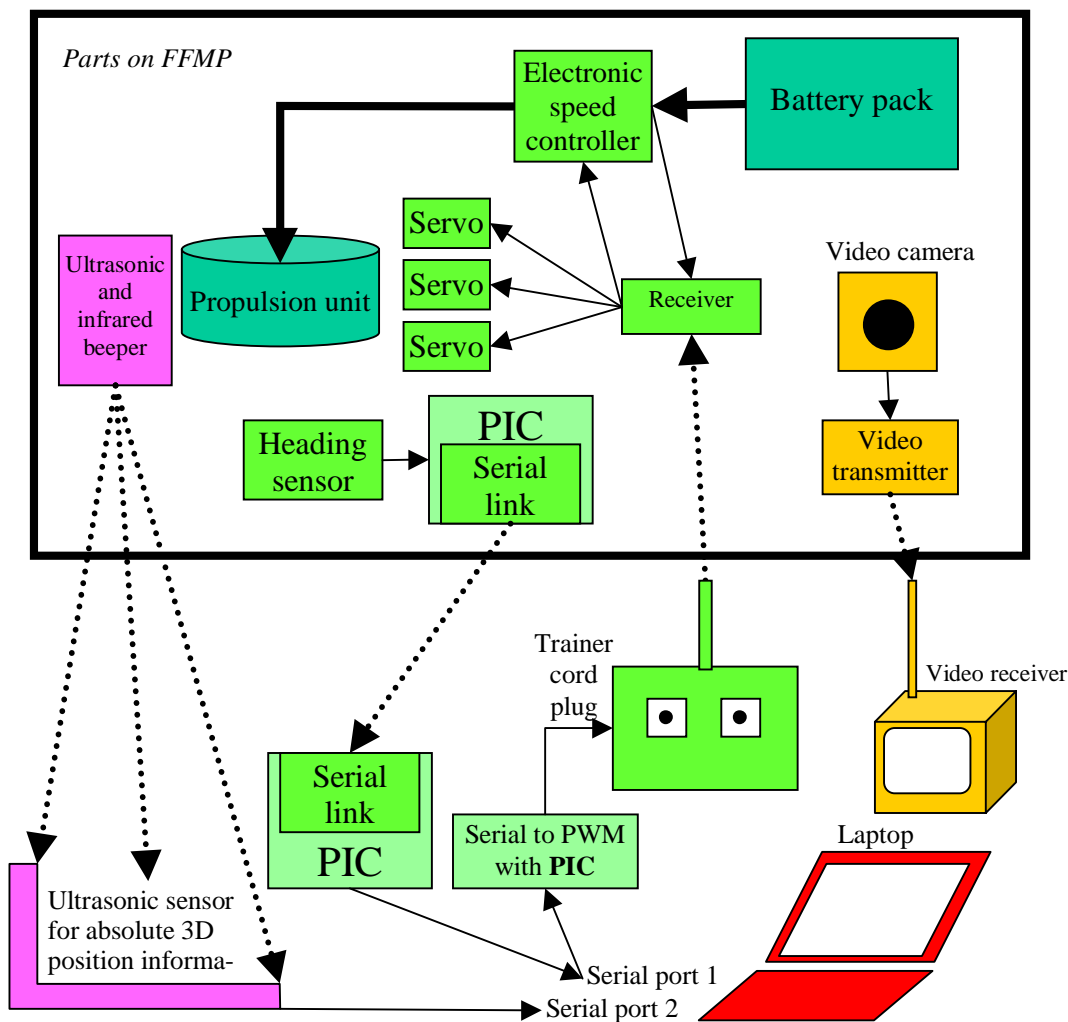 Parts on FFMP
Electronic
speed
controller
Battery pack
Servo
Servo
Servo
Ultrasonic
and
infrared
beeper
Propulsion unit
Receiver
Video camera
Heading
sensor
PIC
Serial
link
Video
transmitter
Trainer
cord
plug
Video receiver
Serial
link
PIC
Serial to PWM
with PIC
Laptop
Ultrasonic sensor
for absolute 3D
position informa-
Serial port 1
Serial port 2